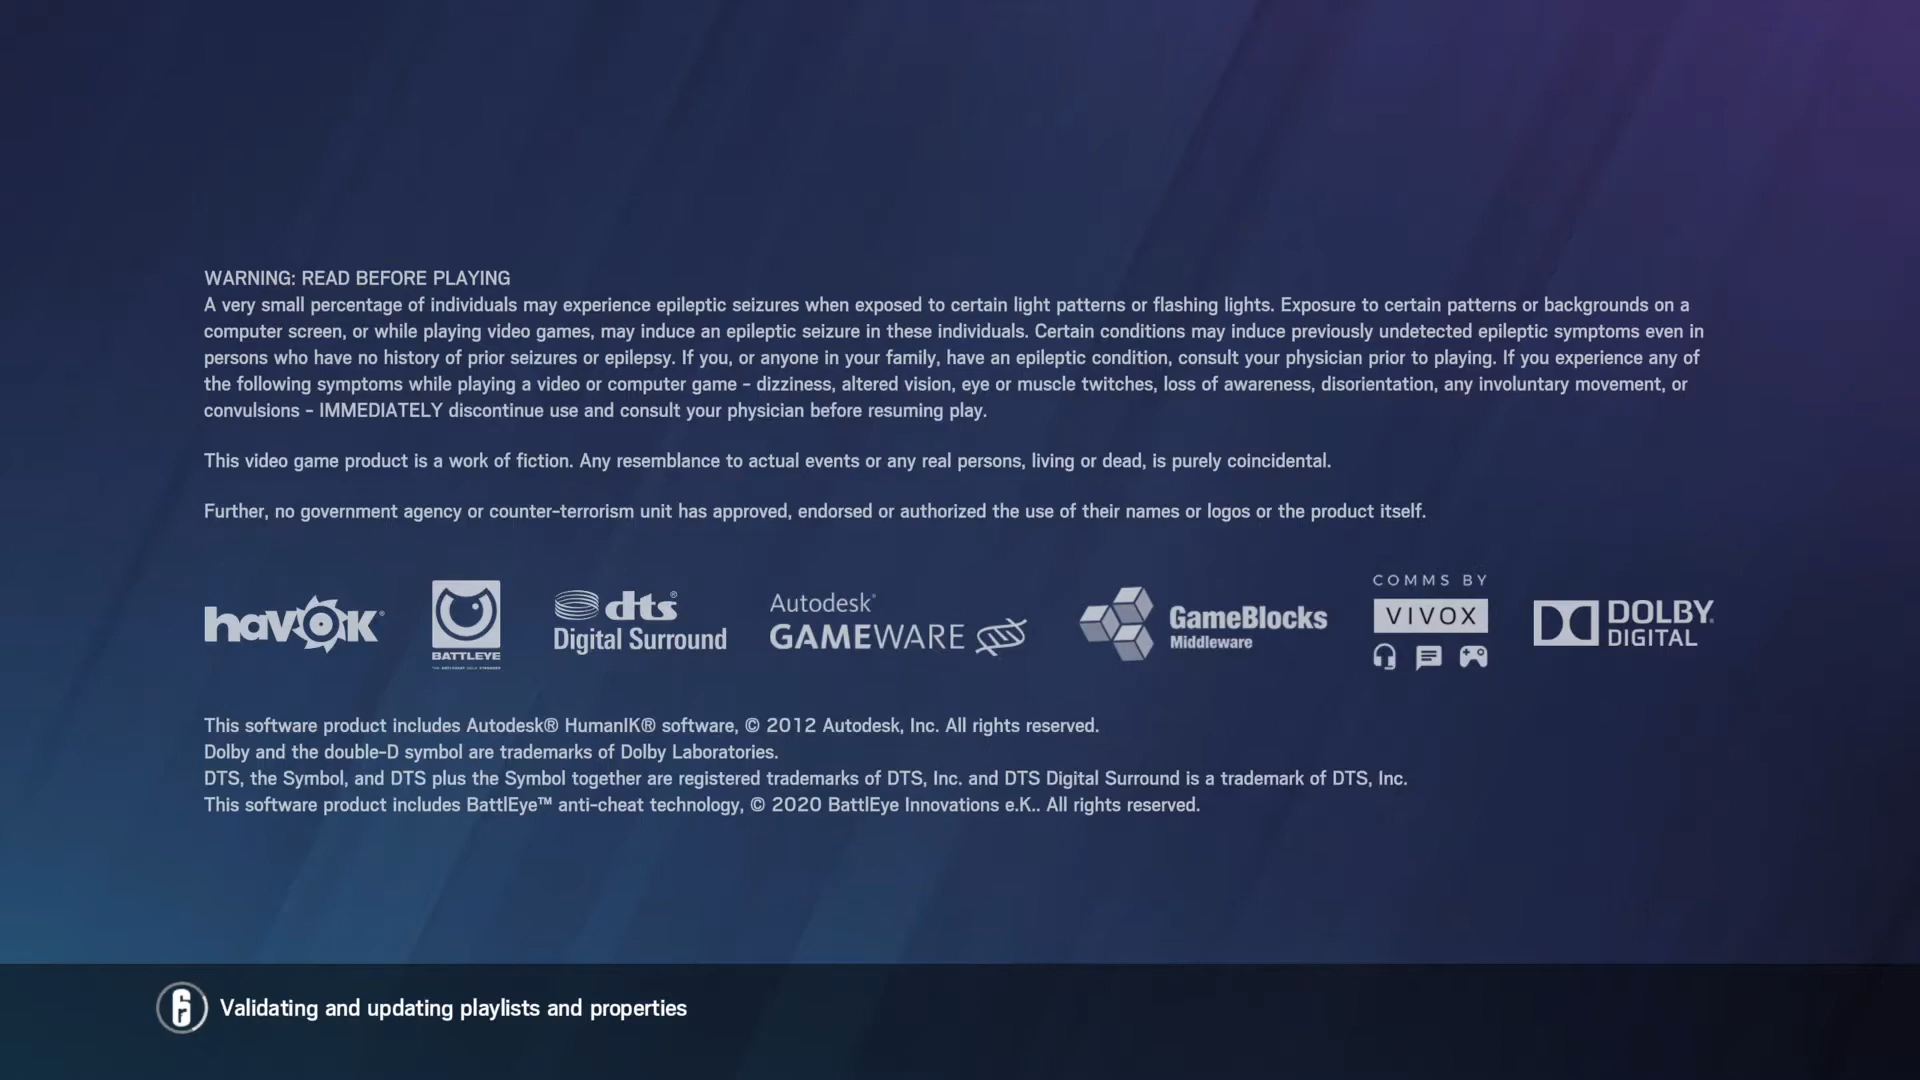 WARNING: READ BEFORE PLAYING
A very small percentage of individuals may experience epileptic seizures when exposed to certain light patterns or flashing lights. Exposure to certain patterns or backgrounds on a
computer screen, or while playing video games, may induce an epileptic seizure in these individuals. Certain conditions may induce previously undetected epileptic symptoms even in
persons who have no history of prior seizures or epilepsy. If you, or anyone in your family, have an epileptic condition, consult your physician prior to playing. If you experience any of
the following symptoms while playing a video or computer game - dizziness, altered vision, eye or muscle twitches, loss of awareness, disorientation, any involuntary movement, or
convulsions - IMMEDIATELY discontinue use and consult your physician before resuming play.
This video game product is a work of fiction. Any resemblance to actual events or any real persons, living or dead, is purely coincidental.
Further, no government agency or counter-terrorism unit has approved, endorsed or authorized the use of their names or logos or the product itself.
havok®
BATTLEYE
dts®
Digital Surround
Autodesk®
GAMEWARE
GameBlocks
Middleware
COMMS BY
VIVOX
DOLBY®
DIGITAL
This software product includes Autodesk® HumanIK® software, © 2012 Autodesk, Inc. All rights reserved.
Dolby and the double-D symbol are trademarks of Dolby Laboratories.
DTS, the Symbol, and DTS plus the Symbol together are registered trademarks of DTS, Inc. and DTS Digital Surround is a trademark of DTS, Inc.
This software product includes BattlEye™ anti-cheat technology, © 2020 BattlEye Innovations e.K.. All rights reserved.
6
Validating and updating playlists and properties